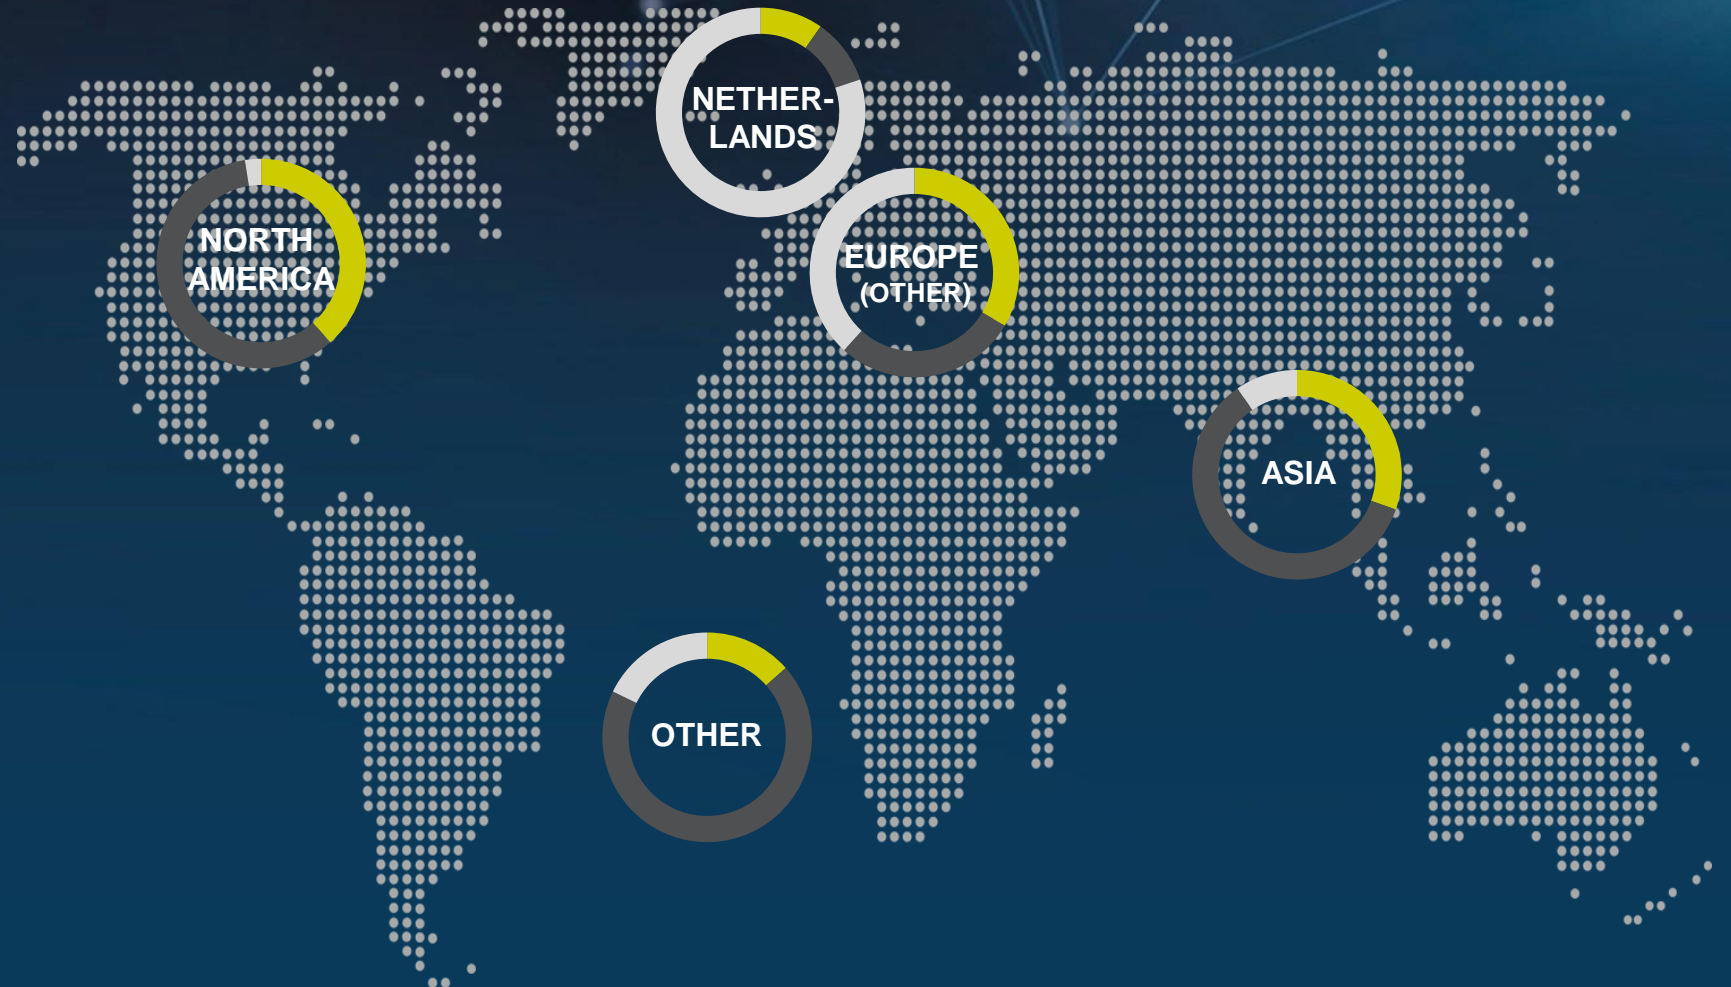 NETHER-
LANDS
NORTH
AMERICA
EUROPE
(OTHER)
ASIA
OTHER